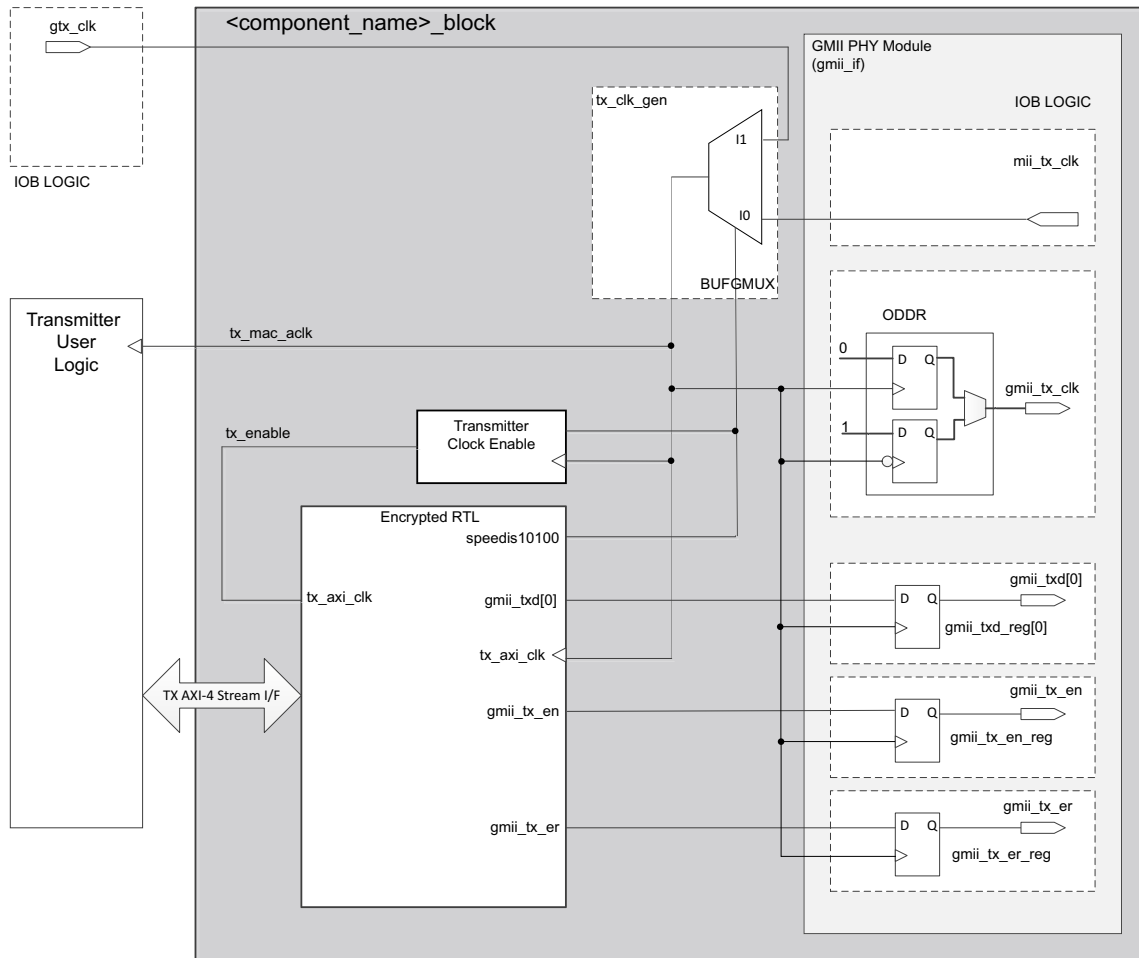 gtx_clk
<component_name>_block
IOB LOGIC
GMII PHY Module
(gmii_if)
IOB LOGIC
tx_clk_gen
I1
I0
BUFGMUX
mii_tx_clk
Transmitter
User
Logic
tx_mac_aclk
ODDR
0
D Q
gmii_tx_clk
1
D Q
tx_enable
Transmitter
Clock Enable
Encrypted RTL
speedis10100
tx_axi_clk
gmii_txd[0]
D Q
gmii_txd[0]
gmii_txd_reg[0]
tx_axi_clk
TX AXI-4 Stream I/F
gmii_tx_en
D Q
gmii_tx_en
gmii_tx_en_reg
gmii_tx_er
D Q
gmii_tx_er
gmii_tx_er_reg